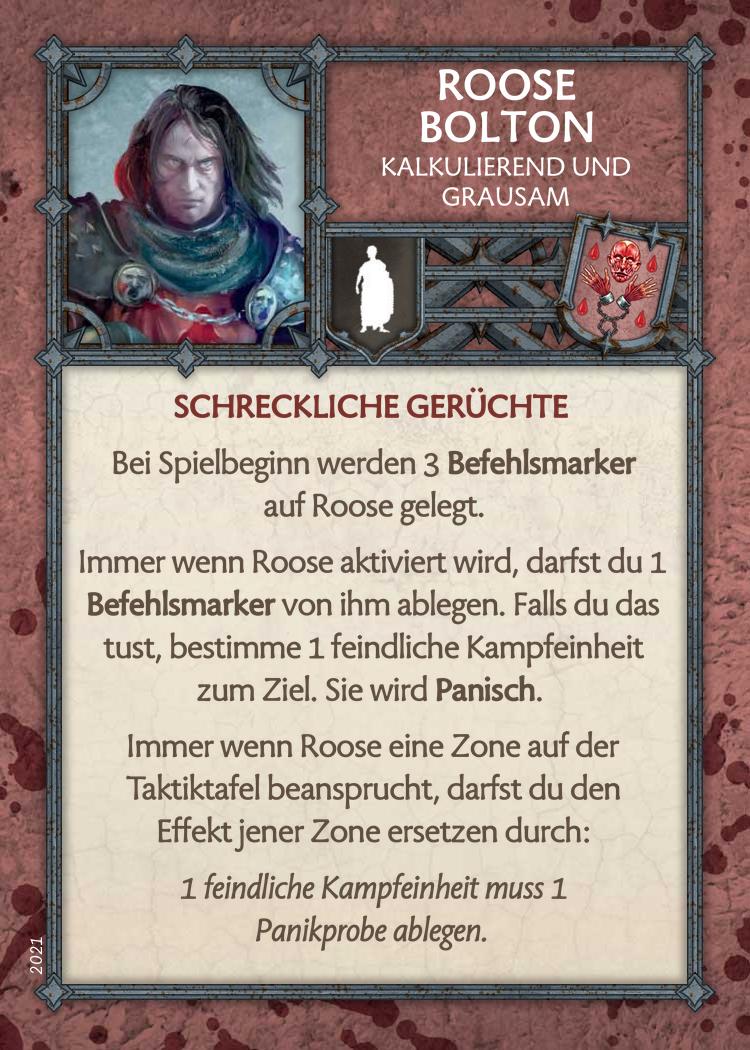 ROOSE
BOLTON
KALKULIEREND UND
GRAUSAM
SCHRECKLICHE GERÜCHTE
Bei Spielbeginn werden 3 Befehlsmarker
auf Roose gelegt.
Immer wenn Roose aktiviert wird, darfst du 1
Befehlsmarker von ihm ablegen. Falls du das
tust, bestimme 1 feindliche Kampfeinheit
zum Ziel. Sie wird Panisch.
Immer wenn Roose eine Zone auf der
Taktiktafel beansprucht, darfst du den
Effekt jener Zone ersetzen durch:
1 feindliche Kampfeinheit muss 1
Panikprobe ablegen.
2021